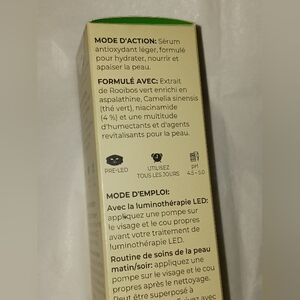 MODE D'ACTION: Sérum
antioxydant léger, formulé
pour hydrater, nourrir et
apaiser la peau.
FORMULÉ AVEC: Extrait
de Rooibos vert enrichi en
aspalathine, Camelia sinensis
(thé vert), niacinamide
(4 %) et une multitude
d'humectants et d'agents
revitalisants pour la peau.
PRE-LED
UTILISEZ
TOUS LES JOURS
pH
4.5 - 5.0
MODE D'EMPLOI:
Avec la luminothérapie LED:
appliquez une pompe sur
le visage et le cou propres
avant votre traitement de
luminothérapie LED.
Routine de soins de la peau
matin/soir: appliquez une
pompe sur le visage et le cou
propres après le nettoyage.
Peut être superposé à